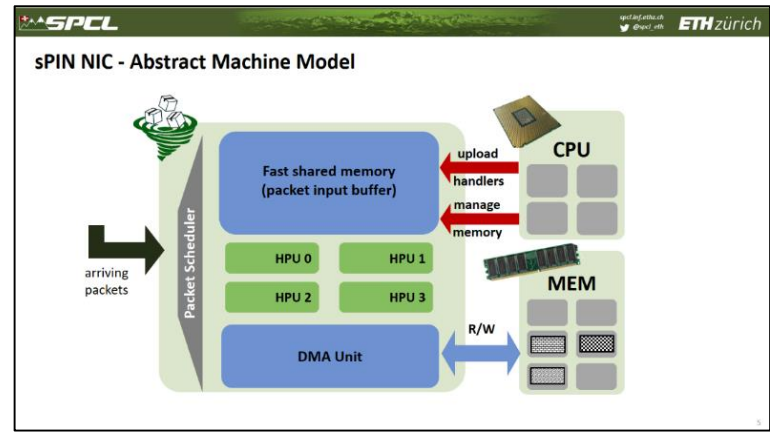 SPCL
spcl.inf.ethz.ch
@spcl_eth
ETH zürich
sPIN NIC - Abstract Machine Model
Fast shared memory
(packet input buffer)
upload
handlers
manage
memory
CPU
arriving
packets
Packet Scheduler
HPU 0
HPU 1
HPU 2
HPU 3
DMA Unit
R/W
MEM
5